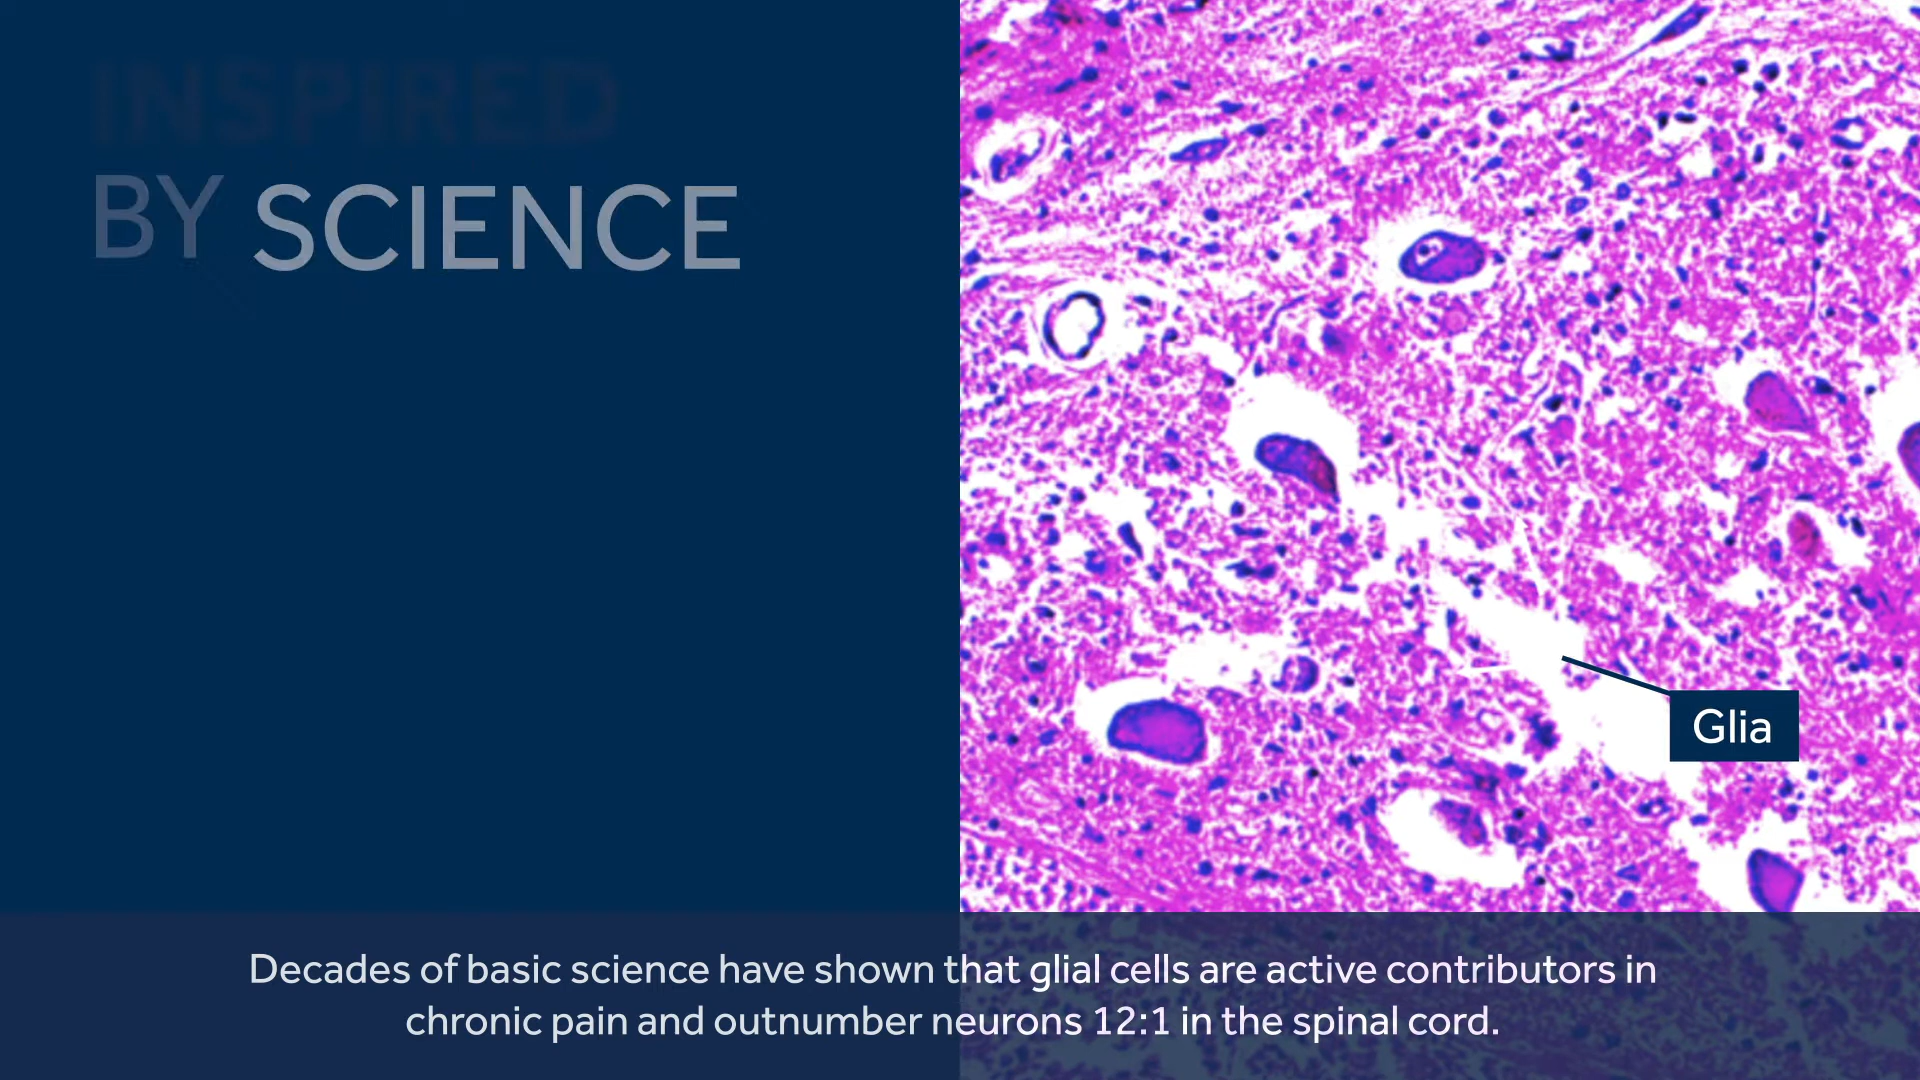 INSPIRED
BY SCIENCE
Glia
Decades of basic science have shown that glial cells are active contributors in
chronic pain and outnumber neurons 12:1 in the spinal cord.